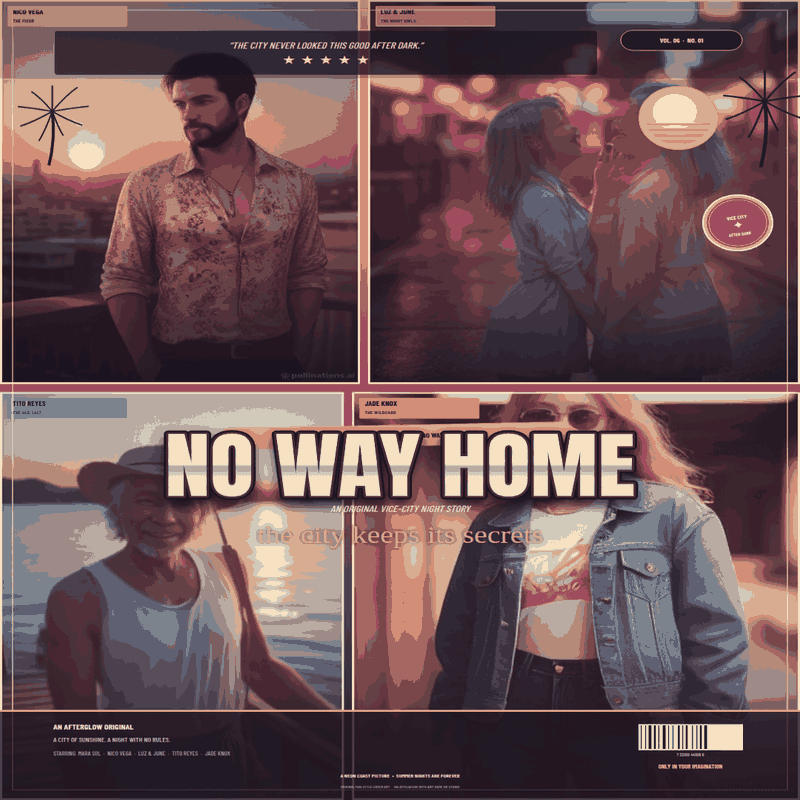 NICO VEGA
THE FIXER
LUZ & JUNE
THE NIGHT OWLS
"THE CITY NEVER LOOKED THIS GOOD AFTER DARK."
VOL. 06 · NO. 01
VICE CITY
AFTER DARK
pollinations.ai
TITO REYES
THE OLD SALT
JADE KNOX
THE WILDCARD
NO WAY HOME
AN ORIGINAL VICE-CITY NIGHT STORY
the city keeps its secrets
AN AFTERGLOW ORIGINAL
A CITY OF SUNSHINE. A NIGHT WITH NO RULES.
STARRING MARA SOL · NICO VEGA · LUZ & JUNE · TITO REYES · JADE KNOX
ONLY IN YOUR IMAGINATION
A NEON COAST PICTURE • SUMMER NIGHTS ARE FOREVER